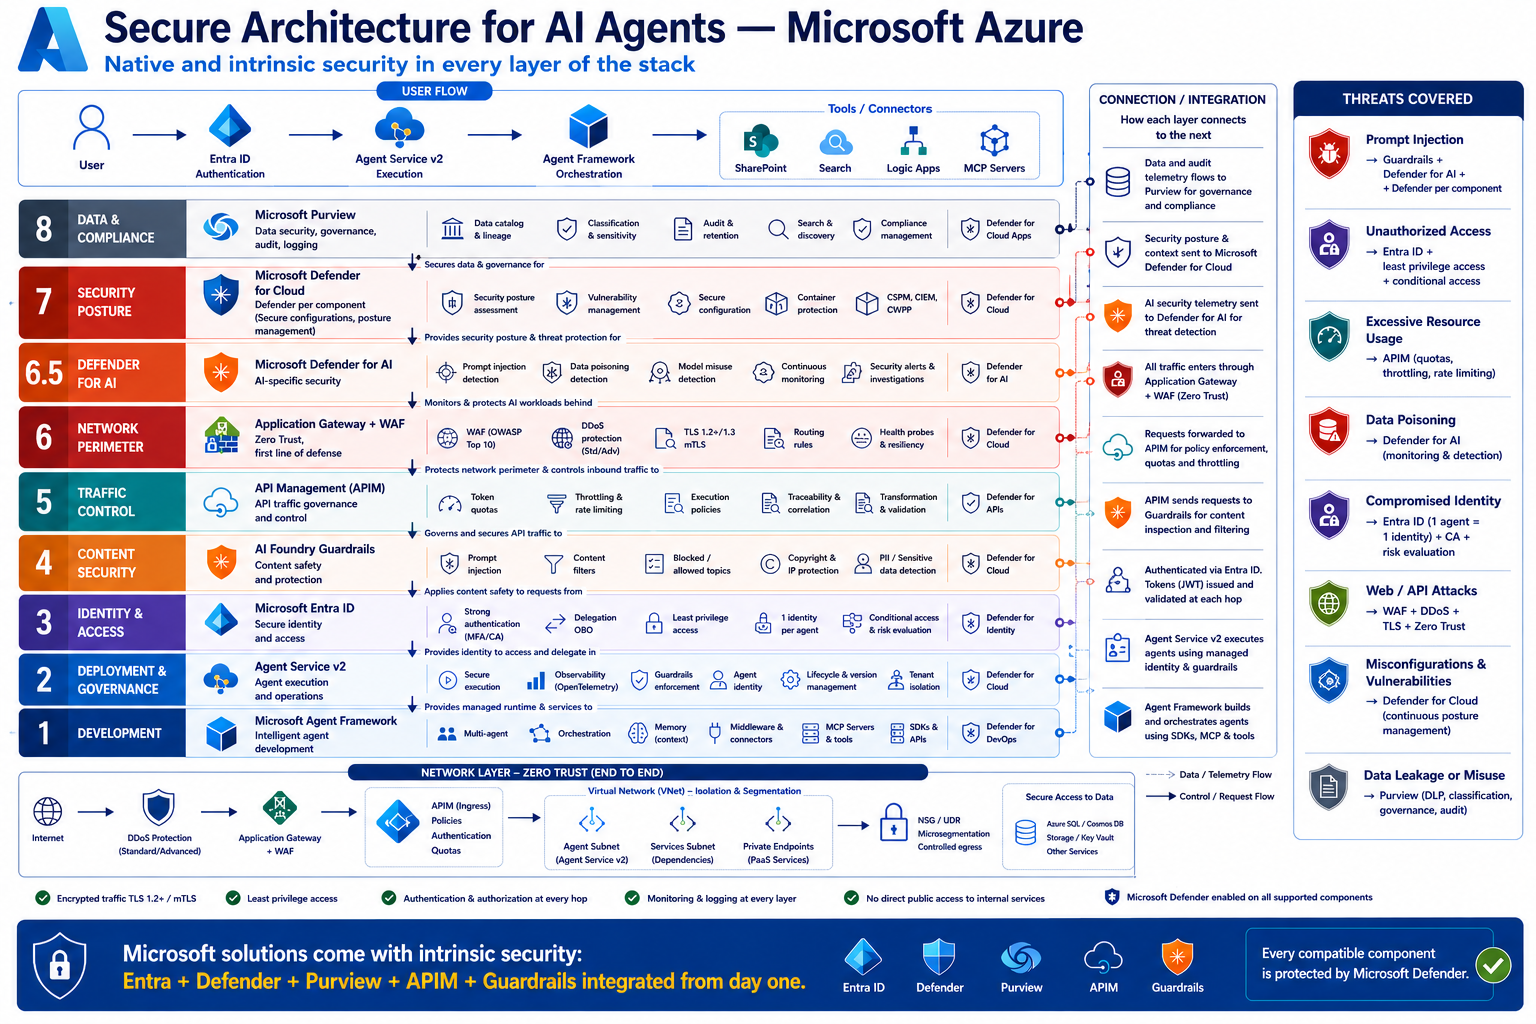 Secure Architecture for AI Agents — Microsoft Azure
Native and intrinsic security in every layer of the stack
USER FLOW
User
Entra ID
Authentication
Agent Service v2
Execution
Agent Framework
Orchestration
Tools / Connectors
SharePoint
Search
Logic Apps
MCP Servers
8
DATA &
COMPLIANCE
Microsoft Purview
Data security, governance,
audit, logging
Data catalog
& lineage
Classification
& sensitivity
Audit &
retention
Search &
discovery
Compliance
management
Defender for
Cloud Apps
Secures data & governance for
7
SECURITY
POSTURE
Microsoft Defender
for Cloud
Defender per component
(Secure configurations, posture
management)
Security posture
assessment
Vulnerability
management
Secure
configuration
Container
protection
CSPM, CIEM,
CWPP
Defender for
Cloud
Provides security posture & threat protection for
6.5
DEFENDER
FOR AI
Microsoft Defender for AI
AI-specific security
Prompt injection
detection
Data poisoning
detection
Model misuse
detection
Continuous
monitoring
Security alerts &
investigations
Defender
for AI
Monitors & protects AI workloads behind
6
NETWORK
PERIMETER
Application Gateway + WAF
Zero Trust,
first line of defense
WAF (OWASP
Top 10)
DDoS
protection
(Std/Adv)
TLS 1.2+/1.3
mTLS
Routing
rules
Health probes
& resiliency
Defender for
Cloud
Protects network perimeter & controls inbound traffic to
5
TRAFFIC
CONTROL
API Management (APIM)
API traffic governance
and control
Token
quotas
Throttling &
rate limiting
Execution
policies
Traceability &
correlation
Transformation
& validation
Defender for
APIs
Governs and secures API traffic to
4
CONTENT
SECURITY
AI Foundry Guardrails
Content safety
and protection
Prompt
injection
Content
filters
Blocked /
allowed topics
Copyright &
IP protection
PII / Sensitive
data detection
Defender for
Cloud
Applies content safety to requests from
3
IDENTITY &
ACCESS
Microsoft Entra ID
Secure identity
and access
Strong
authentication
(MFA/CA)
Delegation
OBO
Least privilege
access
1 identity
per agent
Conditional access
& risk evaluation
Defender for
Identity
Provides identity to access and delegate in
2
DEPLOYMENT &
GOVERNANCE
Agent Service v2
Agent execution
and operations
Secure
execution
Observability
(OpenTelemetry)
Guardrails
enforcement
Agent
identity
Lifecycle & version
management
Tenant
isolation
Defender for
Cloud
Provides managed runtime & services to
1
DEVELOPMENT
Microsoft Agent Framework
Intelligent agent
development
Multi-agent
Orchestration
Memory
(context)
Middleware &
connectors
MCP Servers
& tools
SDKs &
APIs
Defender for
DevOps
CONNECTION / INTEGRATION
How each layer connects
to the next
Data and audit
telemetry flows to
Purview for governance
and compliance
Security posture &
context sent to Microsoft
Defender for Cloud
AI security telemetry sent
to Defender for AI for
threat detection
All traffic enters through
Application Gateway
+ WAF (Zero Trust)
Requests forwarded to
APIM for policy enforcement,
quotas and throttling
APIM sends requests to
Guardrails for content
inspection and filtering
Authenticated via Entra ID.
Tokens (JWT) issued and
validated at each hop
Agent Service v2 executes
agents using managed
identity & guardrails
Agent Framework builds
and orchestrates agents
using SDKs, MCP & tools
Data / Telemetry Flow
Control / Request Flow
THREATS COVERED
Prompt Injection
→ Guardrails +
Defender for AI +
+ Defender per component
Unauthorized Access
→ Entra ID +
least privilege access
+ conditional access
Excessive Resource
Usage
→ APIM (quotas,
throttling, rate limiting)
Data Poisoning
→ Defender for AI
(monitoring & detection)
Compromised Identity
→ Entra ID (1 agent =
1 identity) + CA +
risk evaluation
Web / API Attacks
→ WAF + DDoS +
TLS + Zero Trust
Misconfigurations &
Vulnerabilities
→ Defender for Cloud
(continuous posture
management)
Data Leakage or Misuse
→ Purview (DLP, classification,
governance, audit)
NETWORK LAYER – ZERO TRUST (END TO END)
Internet
DDoS Protection
(Standard/Advanced)
Application Gateway
+ WAF
APIM (Ingress)
Policies
Authentication
Quotas
Virtual Network (VNet) – Isolation & Segmentation
Agent Subnet
(Agent Service v2)
Services Subnet
(Dependencies)
Private Endpoints
(PaaS Services)
NSG / UDR
Microsegmentation
Controlled egress
Secure Access to Data
Azure SQL / Cosmos DB
Storage / Key Vault
Other Services
Encrypted traffic TLS 1.2+ / mTLS
Least privilege access
Authentication & authorization at every hop
Monitoring & logging at every layer
No direct public access to internal services
Microsoft Defender enabled on all supported components
Microsoft solutions come with intrinsic security:
Entra + Defender + Purview + APIM + Guardrails integrated from day one.
Entra ID
Defender
Purview
APIM
Guardrails
Every compatible component
is protected by Microsoft Defender.